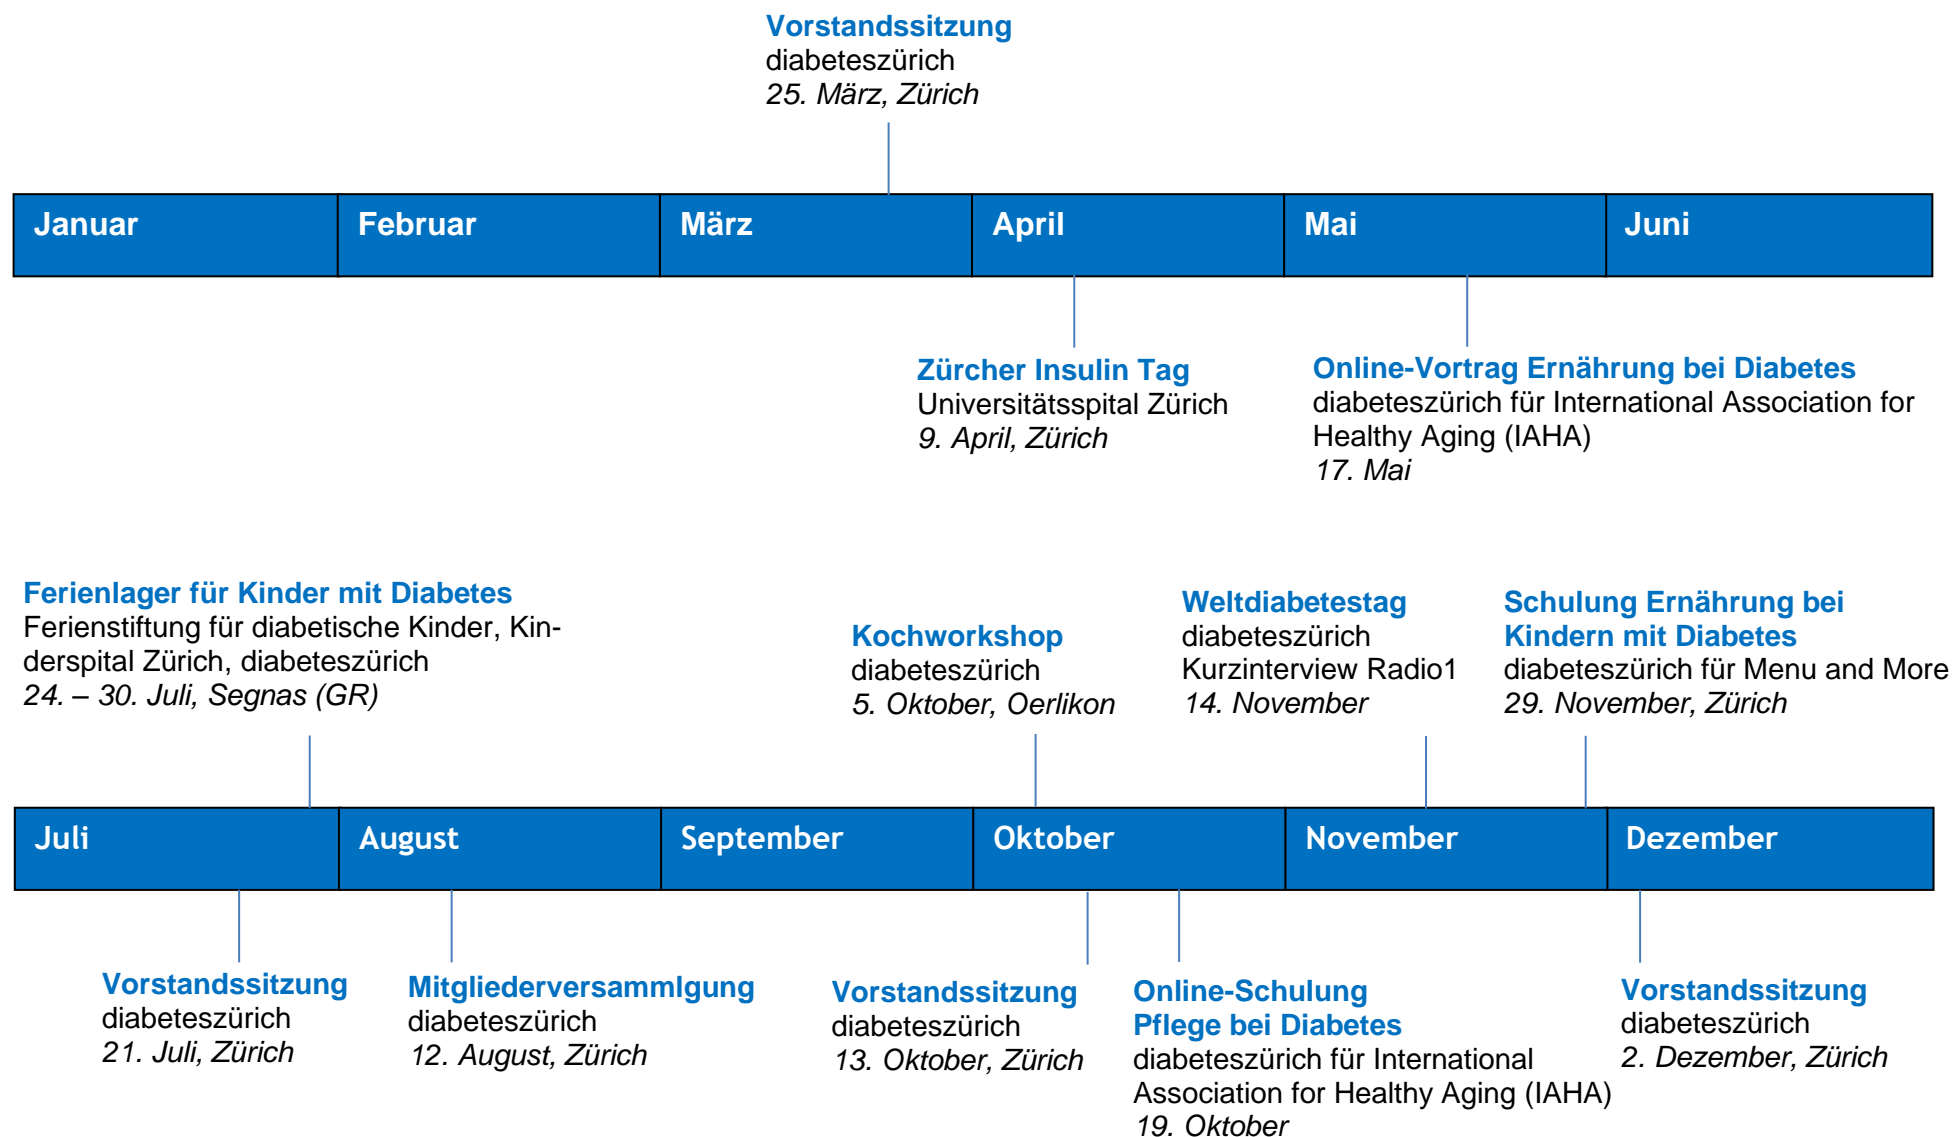 Vorstandssitzung
diabeteszürich
25. März, Zürich
Januar
Februar
März
April
Mai
Juni
Zürcher Insulin Tag
Universitätsspital Zürich
9. April, Zürich
Online-Vortrag Ernährung bei Diabetes
diabeteszürich für International Association for
Healthy Aging (IAHA)
17. Mai
Ferienlager für Kinder mit Diabetes
Ferienstiftung für diabetische Kinder, Kin-
derspital Zürich, diabeteszürich
24. – 30. Juli, Segnas (GR)
Kochworkshop
diabeteszürich
5. Oktober, Oerlikon
Weltdiabetestag
diabeteszürich
Kurzinterview Radio1
14. November
Schulung Ernährung bei
Kindern mit Diabetes
diabeteszürich für Menu and More
29. November, Zürich
Juli
August
September
Oktober
November
Dezember
Vorstandssitzung
diabeteszürich
21. Juli, Zürich
Mitgliederversammlgung
diabeteszürich
12. August, Zürich
Vorstandssitzung
diabeteszürich
13. Oktober, Zürich
Online-Schulung
Pflege bei Diabetes
diabeteszürich für International
Association for Healthy Aging (IAHA)
19. Oktober
Vorstandssitzung
diabeteszürich
2. Dezember, Zürich